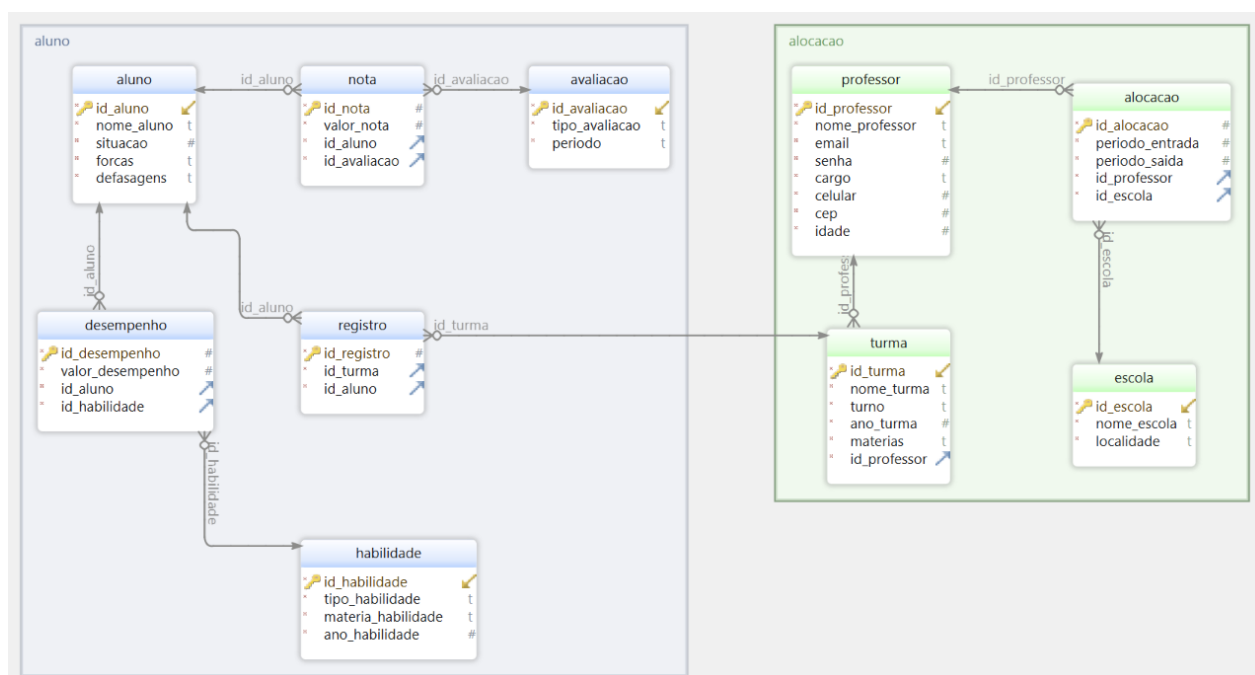 aluno
aluno
id_aluno
nome_aluno t
situacao #
forcas t
defasagens t
id_aluno
nota
id_nota #
valor_nota #
id_aluno
id_avaliacao
id_avaliacao
avaliacao
id_avaliacao
tipo_avaliacao t
periodo t
id_aluno
desempenho
id_desempenho #
valor_desempenho #
id_aluno
id_habilidade
id_aluno
registro
id_registro #
id_turma
id_aluno
id_turma
id_habilidade
habilidade
id_habilidade
tipo_habilidade t
materia_habilidade t
ano_habilidade #
alocacao
professor
id_professor
nome_professor t
email t
senha #
cargo t
celular #
cep #
idade #
id_professor
alocacao
id_alocacao #
periodo_entrada #
periodo_saida #
id_professor
id_escola
id_escola
id_profess
turma
id_turma
nome_turma t
turno t
ano_turma #
materias t
id_professor
escola
id_escola
nome_escola t
localidade t